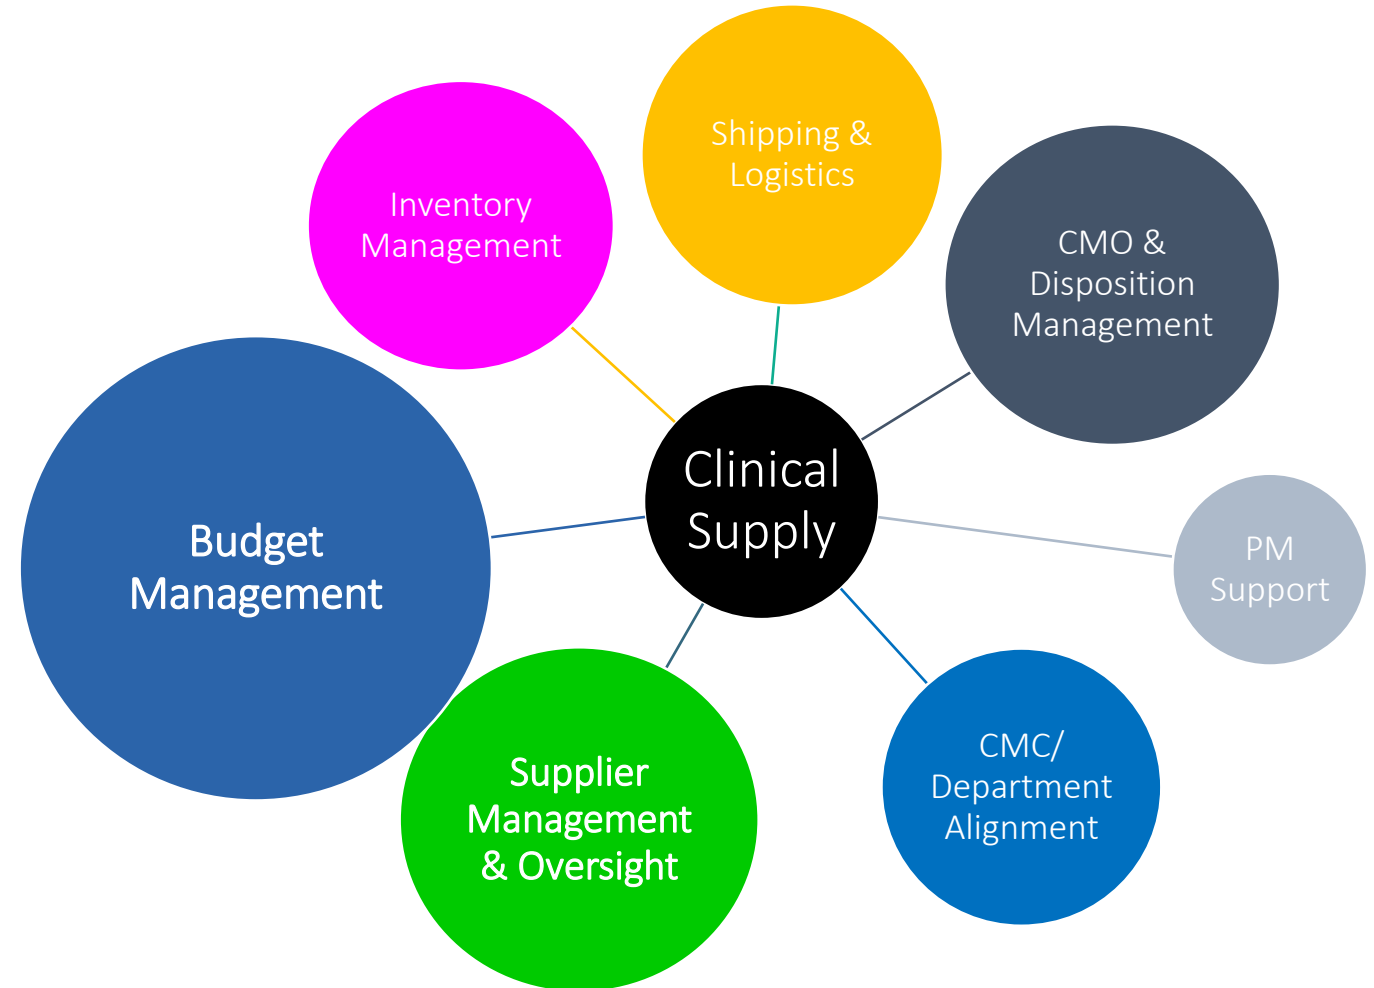 Shipping &
Logistics
Inventory
Management
CMO &
Disposition
Management
Clinical
Supply
Budget
Management
PM
Support
Supplier
Management
& Oversight
CMC/
Department
Alignment